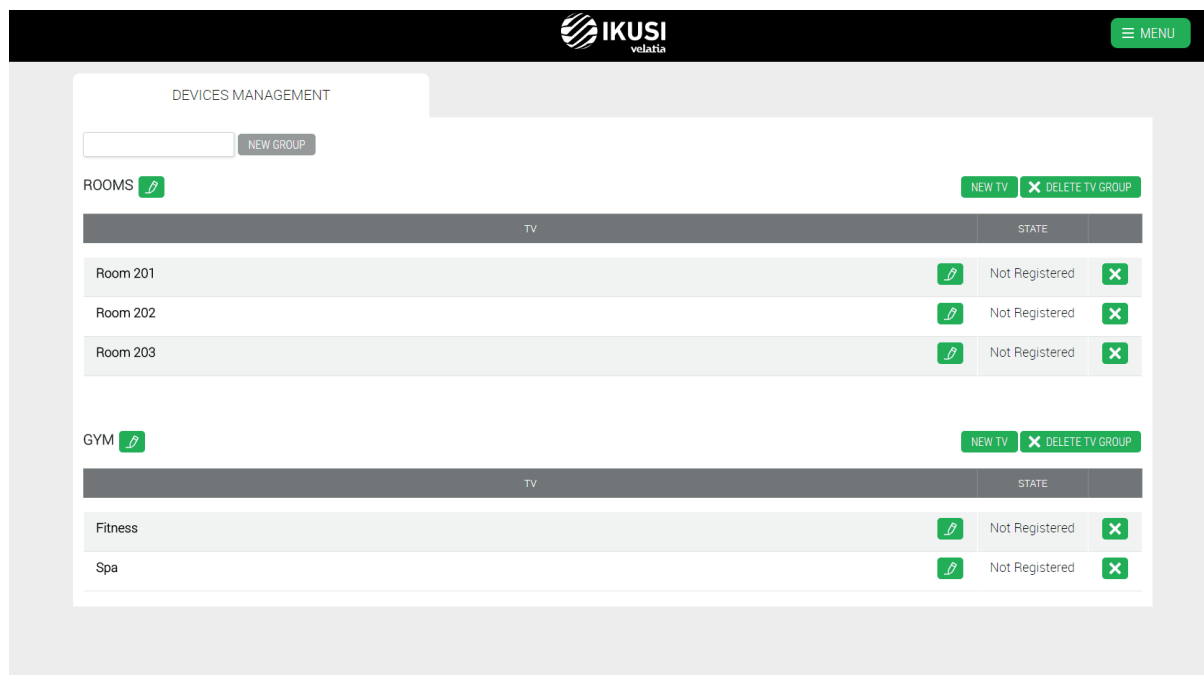 IKUSI
velatia
MENU
DEVICES MANAGEMENT
NEW GROUP
ROOMS NEW TV DELETE TV GROUP
TV STATE
Room 201 Not Registered
Room 202 Not Registered
Room 203 Not Registered
GYM NEW TV DELETE TV GROUP
TV STATE
Fitness Not Registered
Spa Not Registered